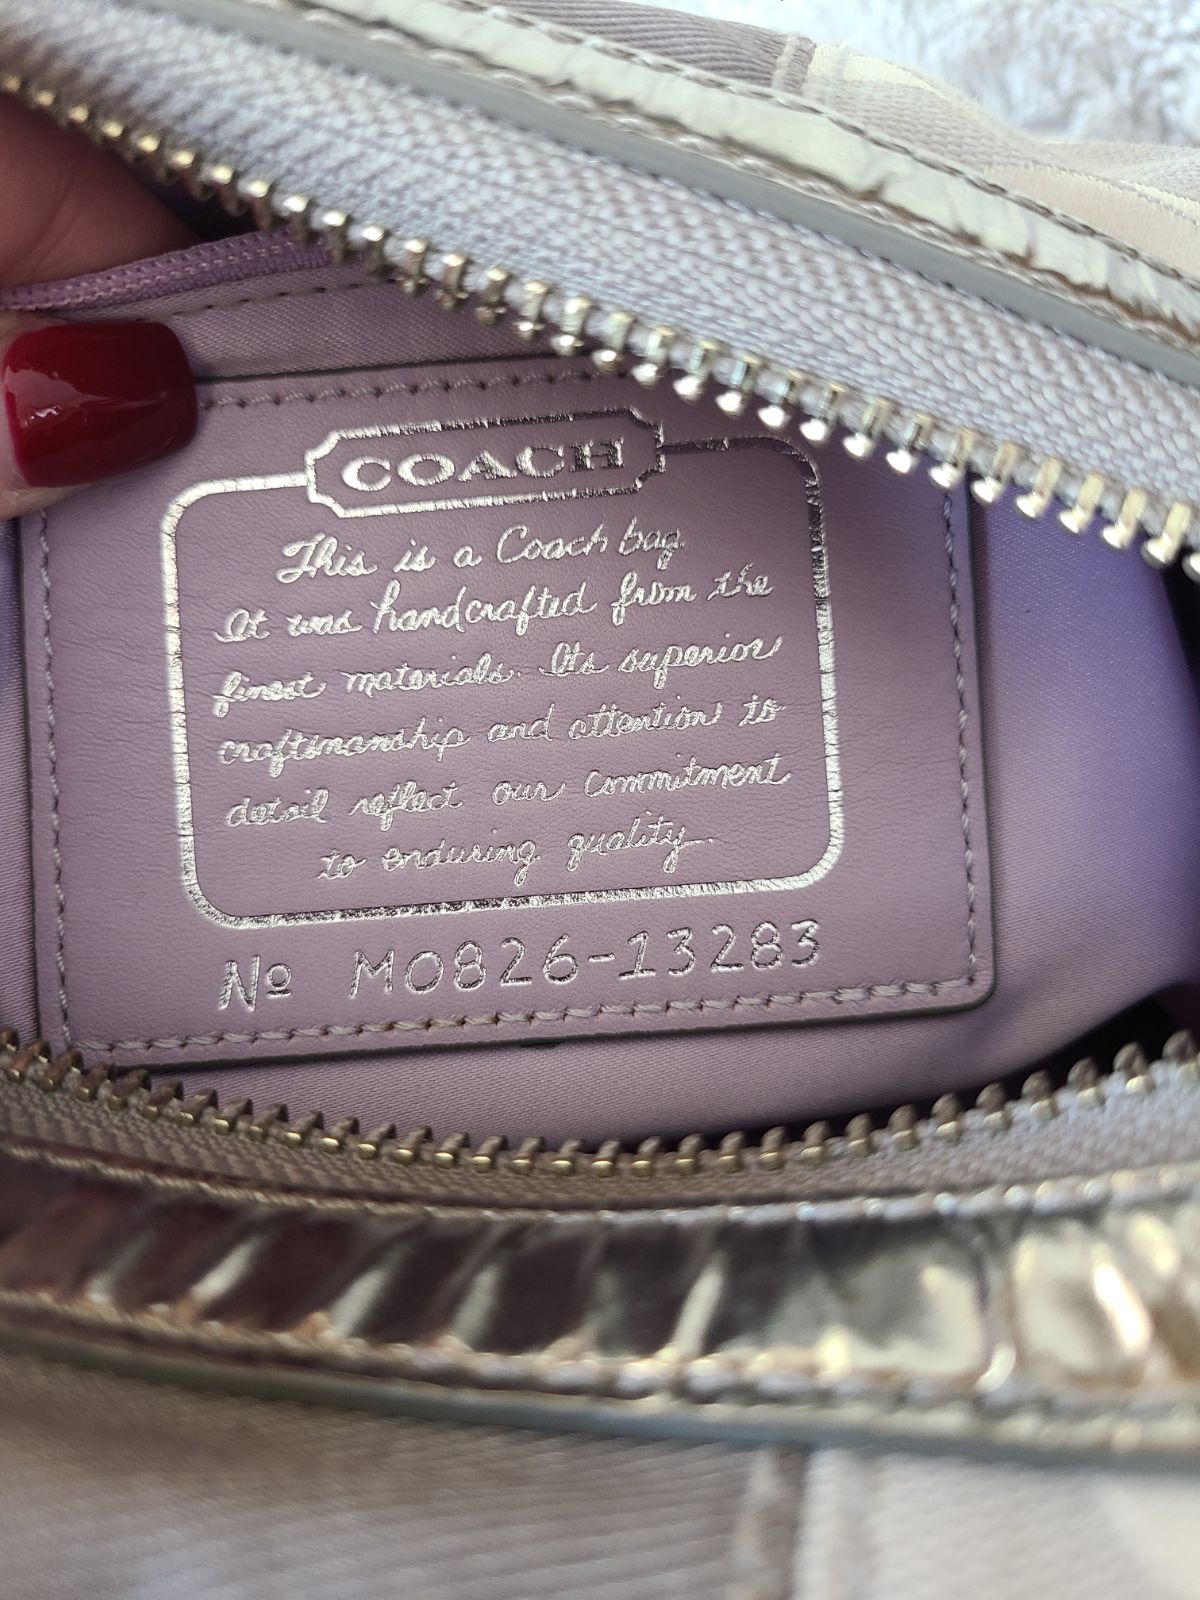 COACH
This is a Coach bag
It was handcrafted from the
finest materials. Its superior
craftsmanship and attention to
detail reflect our commitment
to enduring quality.
Nº M0826-13283